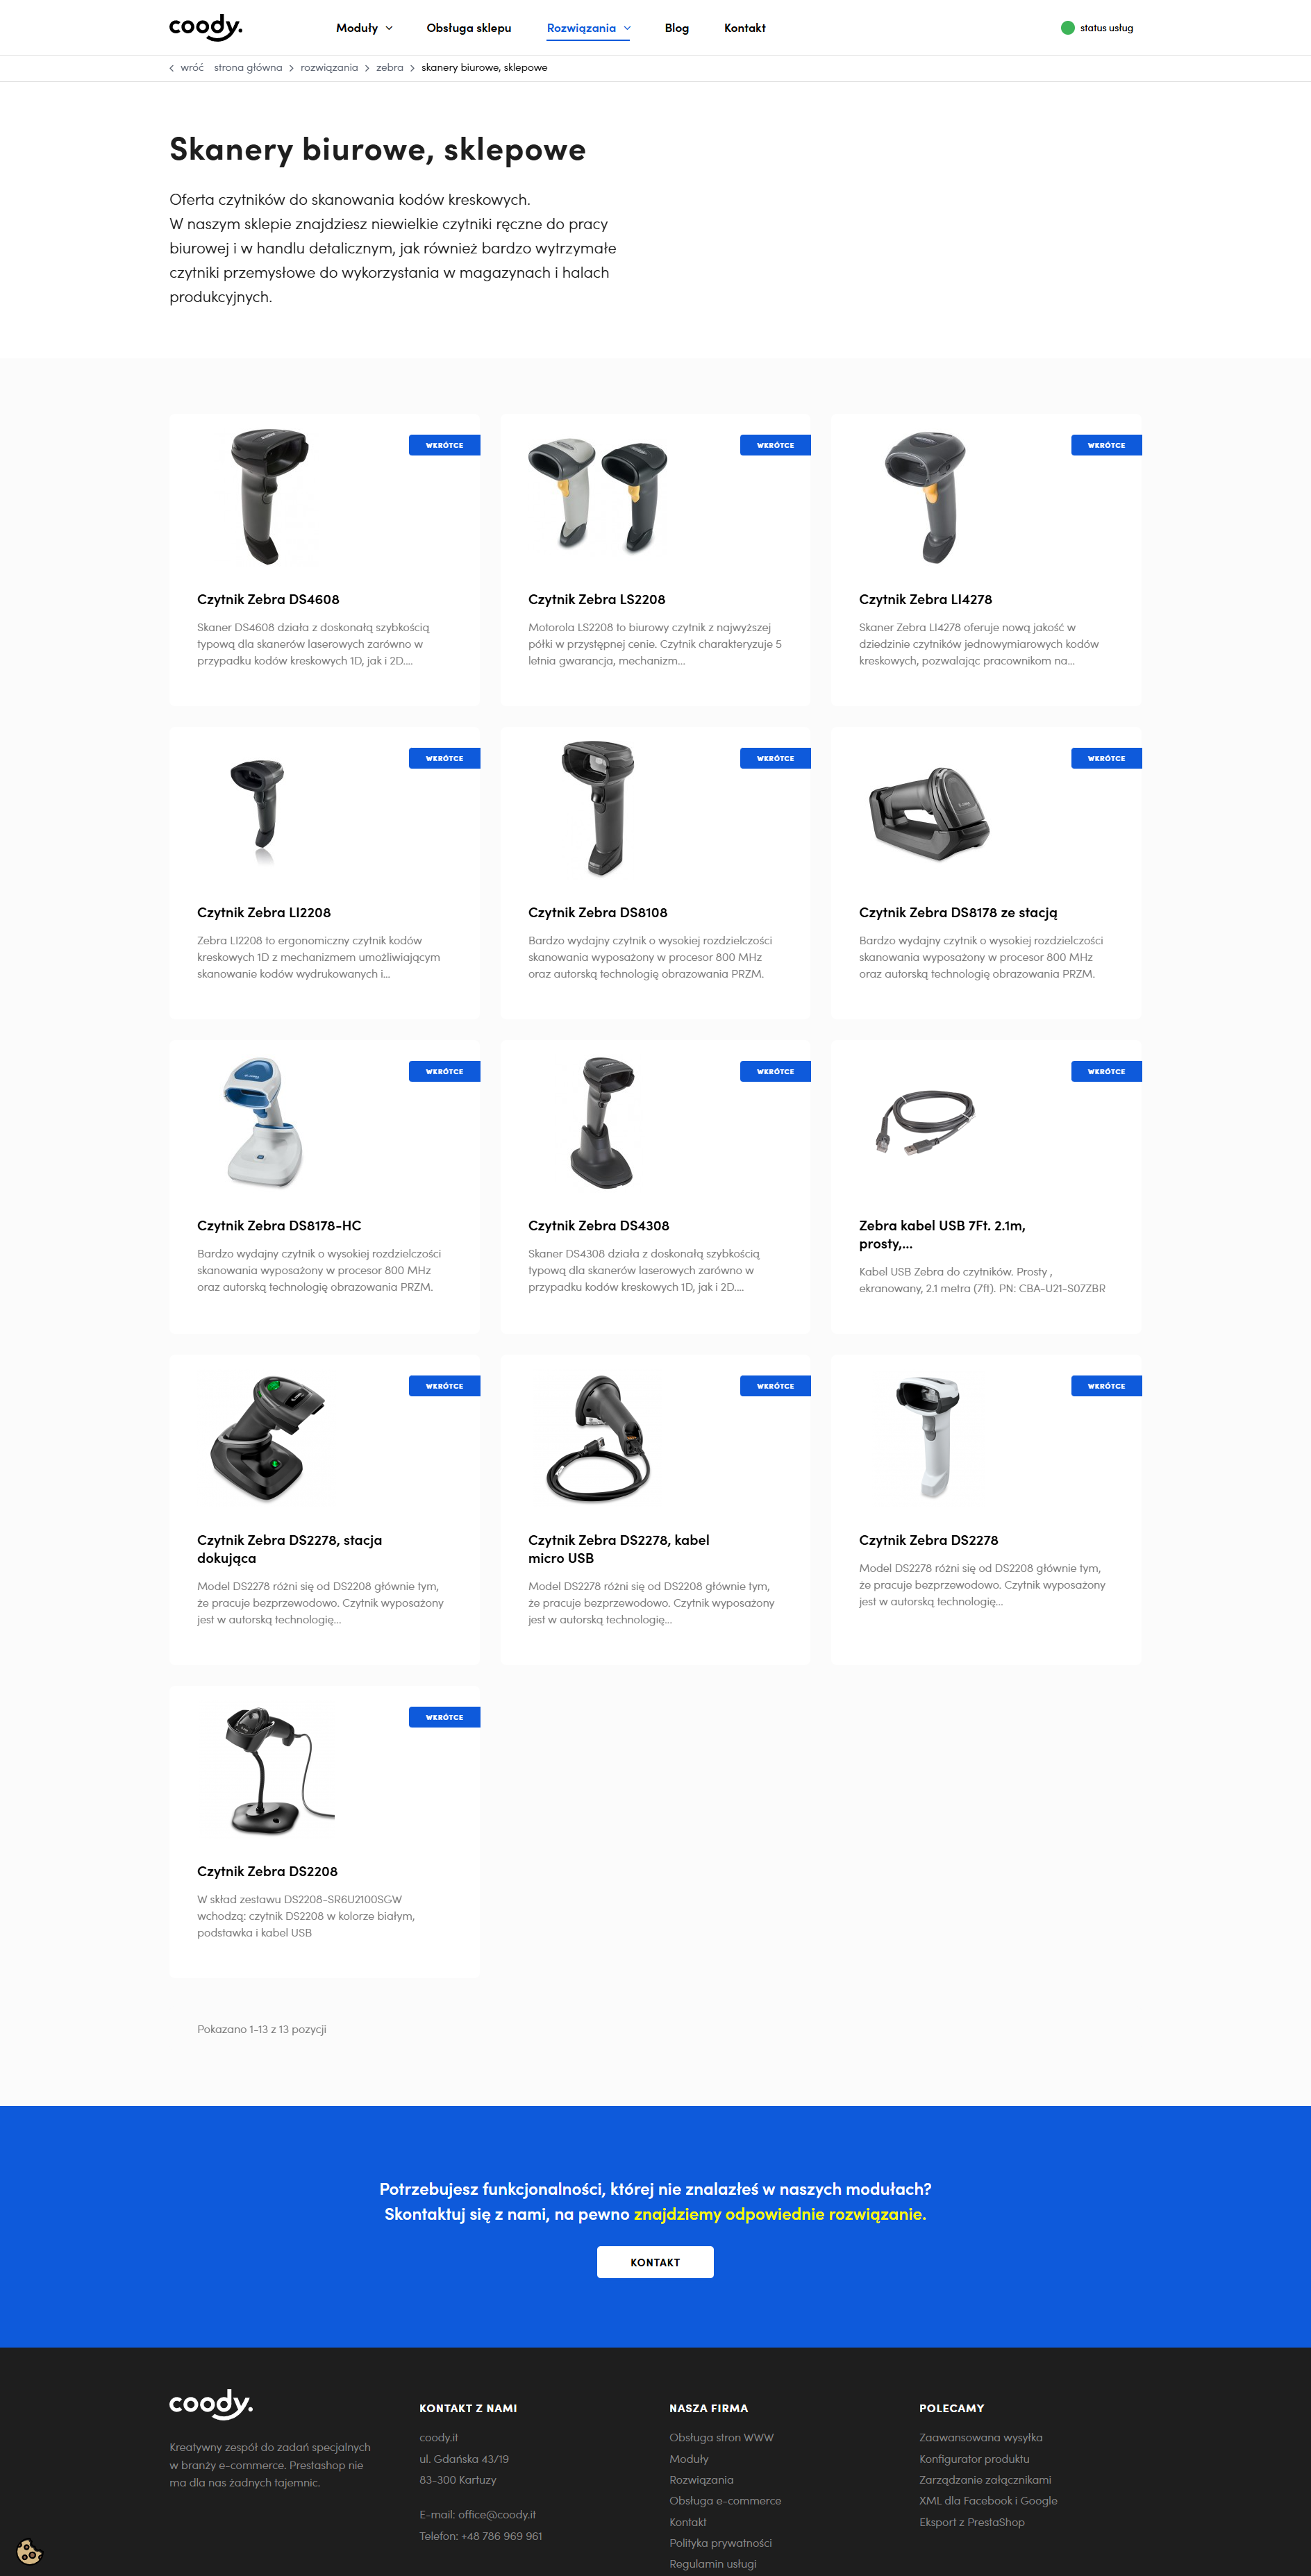 coody.
Moduły
Obsługa sklepu
Rozwiązania
Blog
Kontakt
status usług
wróć
strona główna
rozwiązania
zebra
skanery biurowe, sklepowe
Skanery biurowe, sklepowe
Oferta czytników do skanowania kodów kreskowych.
W naszym sklepie znajdziesz niewielkie czytniki ręczne do pracy
biurowej i w handlu detalicznym, jak również bardzo wytrzymałe
czytniki przemysłowe do wykorzystania w magazynach i halach
produkcyjnych.
WKRÓTCE
Czytnik Zebra DS4608
Skaner DS4608 działa z doskonałą szybkością
typową dla skanerów laserowych zarówno w
przypadku kodów kreskowych 1D, jak i 2D....
WKRÓTCE
Czytnik Zebra LS2208
Motorola LS2208 to biurowy czytnik z najwyższej
półki w przystępnej cenie. Czytnik charakteryzuje 5
letnia gwarancja, mechanizm...
WKRÓTCE
Czytnik Zebra LI4278
Skaner Zebra LI4278 oferuje nową jakość w
dziedzinie czytników jednowymiarowych kodów
kreskowych, pozwalając pracownikom na...
WKRÓTCE
Czytnik Zebra LI2208
Zebra LI2208 to ergonomiczny czytnik kodów
kreskowych 1D z mechanizmem umożliwiającym
skanowanie kodów wydrukowanych i...
WKRÓTCE
Czytnik Zebra DS8108
Bardzo wydajny czytnik o wysokiej rozdzielczości
skanowania wyposażony w procesor 800 MHz
oraz autorską technologię obrazowania PRZM.
WKRÓTCE
Czytnik Zebra DS8178 ze stacją
Bardzo wydajny czytnik o wysokiej rozdzielczości
skanowania wyposażony w procesor 800 MHz
oraz autorską technologię obrazowania PRZM.
WKRÓTCE
Czytnik Zebra DS8178-HC
Bardzo wydajny czytnik o wysokiej rozdzielczości
skanowania wyposażony w procesor 800 MHz
oraz autorską technologię obrazowania PRZM.
WKRÓTCE
Czytnik Zebra DS4308
Skaner DS4308 działa z doskonałą szybkością
typową dla skanerów laserowych zarówno w
przypadku kodów kreskowych 1D, jak i 2D....
WKRÓTCE
Zebra kabel USB 7Ft. 2.1m,
prosty,...
Kabel USB Zebra do czytników. Prosty ,
ekranowany, 2.1 metra (7ft). PN: CBA-U21-S07ZBR
WKRÓTCE
Czytnik Zebra DS2278, stacja
dokująca
Model DS2278 różni się od DS2208 głównie tym,
że pracuje bezprzewodowo. Czytnik wyposażony
jest w autorską technologię...
WKRÓTCE
Czytnik Zebra DS2278, kabel
micro USB
Model DS2278 różni się od DS2208 głównie tym,
że pracuje bezprzewodowo. Czytnik wyposażony
jest w autorską technologię...
WKRÓTCE
Czytnik Zebra DS2278
Model DS2278 różni się od DS2208 głównie tym,
że pracuje bezprzewodowo. Czytnik wyposażony
jest w autorską technologię...
WKRÓTCE
Czytnik Zebra DS2208
W skład zestawu DS2208-SR6U2100SGW
wchodzą: czytnik DS2208 w kolorze białym,
podstawka i kabel USB
Pokazano 1-13 z 13 pozycji
Potrzebujesz funkcjonalności, której nie znalazłeś w naszych modułach?
Skontaktuj się z nami, na pewno znajdziemy odpowiednie rozwiązanie.
KONTAKT
coody.
Kreatywny zespół do zadań specjalnych
w branży e-commerce. Prestashop nie
ma dla nas żadnych tajemnic.
KONTAKT Z NAMI
coody.it
ul. Gdańska 43/19
83-300 Kartuzy
E-mail: office@coody.it
Telefon: +48 786 969 961
NASZA FIRMA
Obsługa stron WWW
Moduły
Rozwiązania
Obsługa e-commerce
Kontakt
Polityka prywatności
Regulamin usługi
POLECAMY
Zaawansowana wysyłka
Konfigurator produktu
Zarządzanie załącznikami
XML dla Facebook i Google
Eksport z PrestaShop